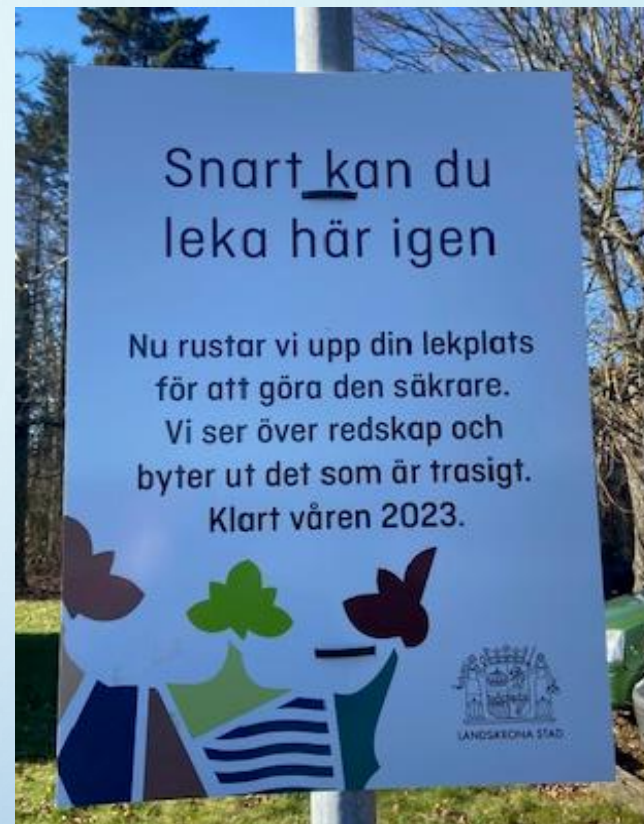 Snart kan du
leka här igen
Nu rustar vi upp din lekplats
för att göra den säkrare.
Vi ser över redskap och
byter ut det som är trasigt.
Klart våren 2023.
LANDSKRONA STAD